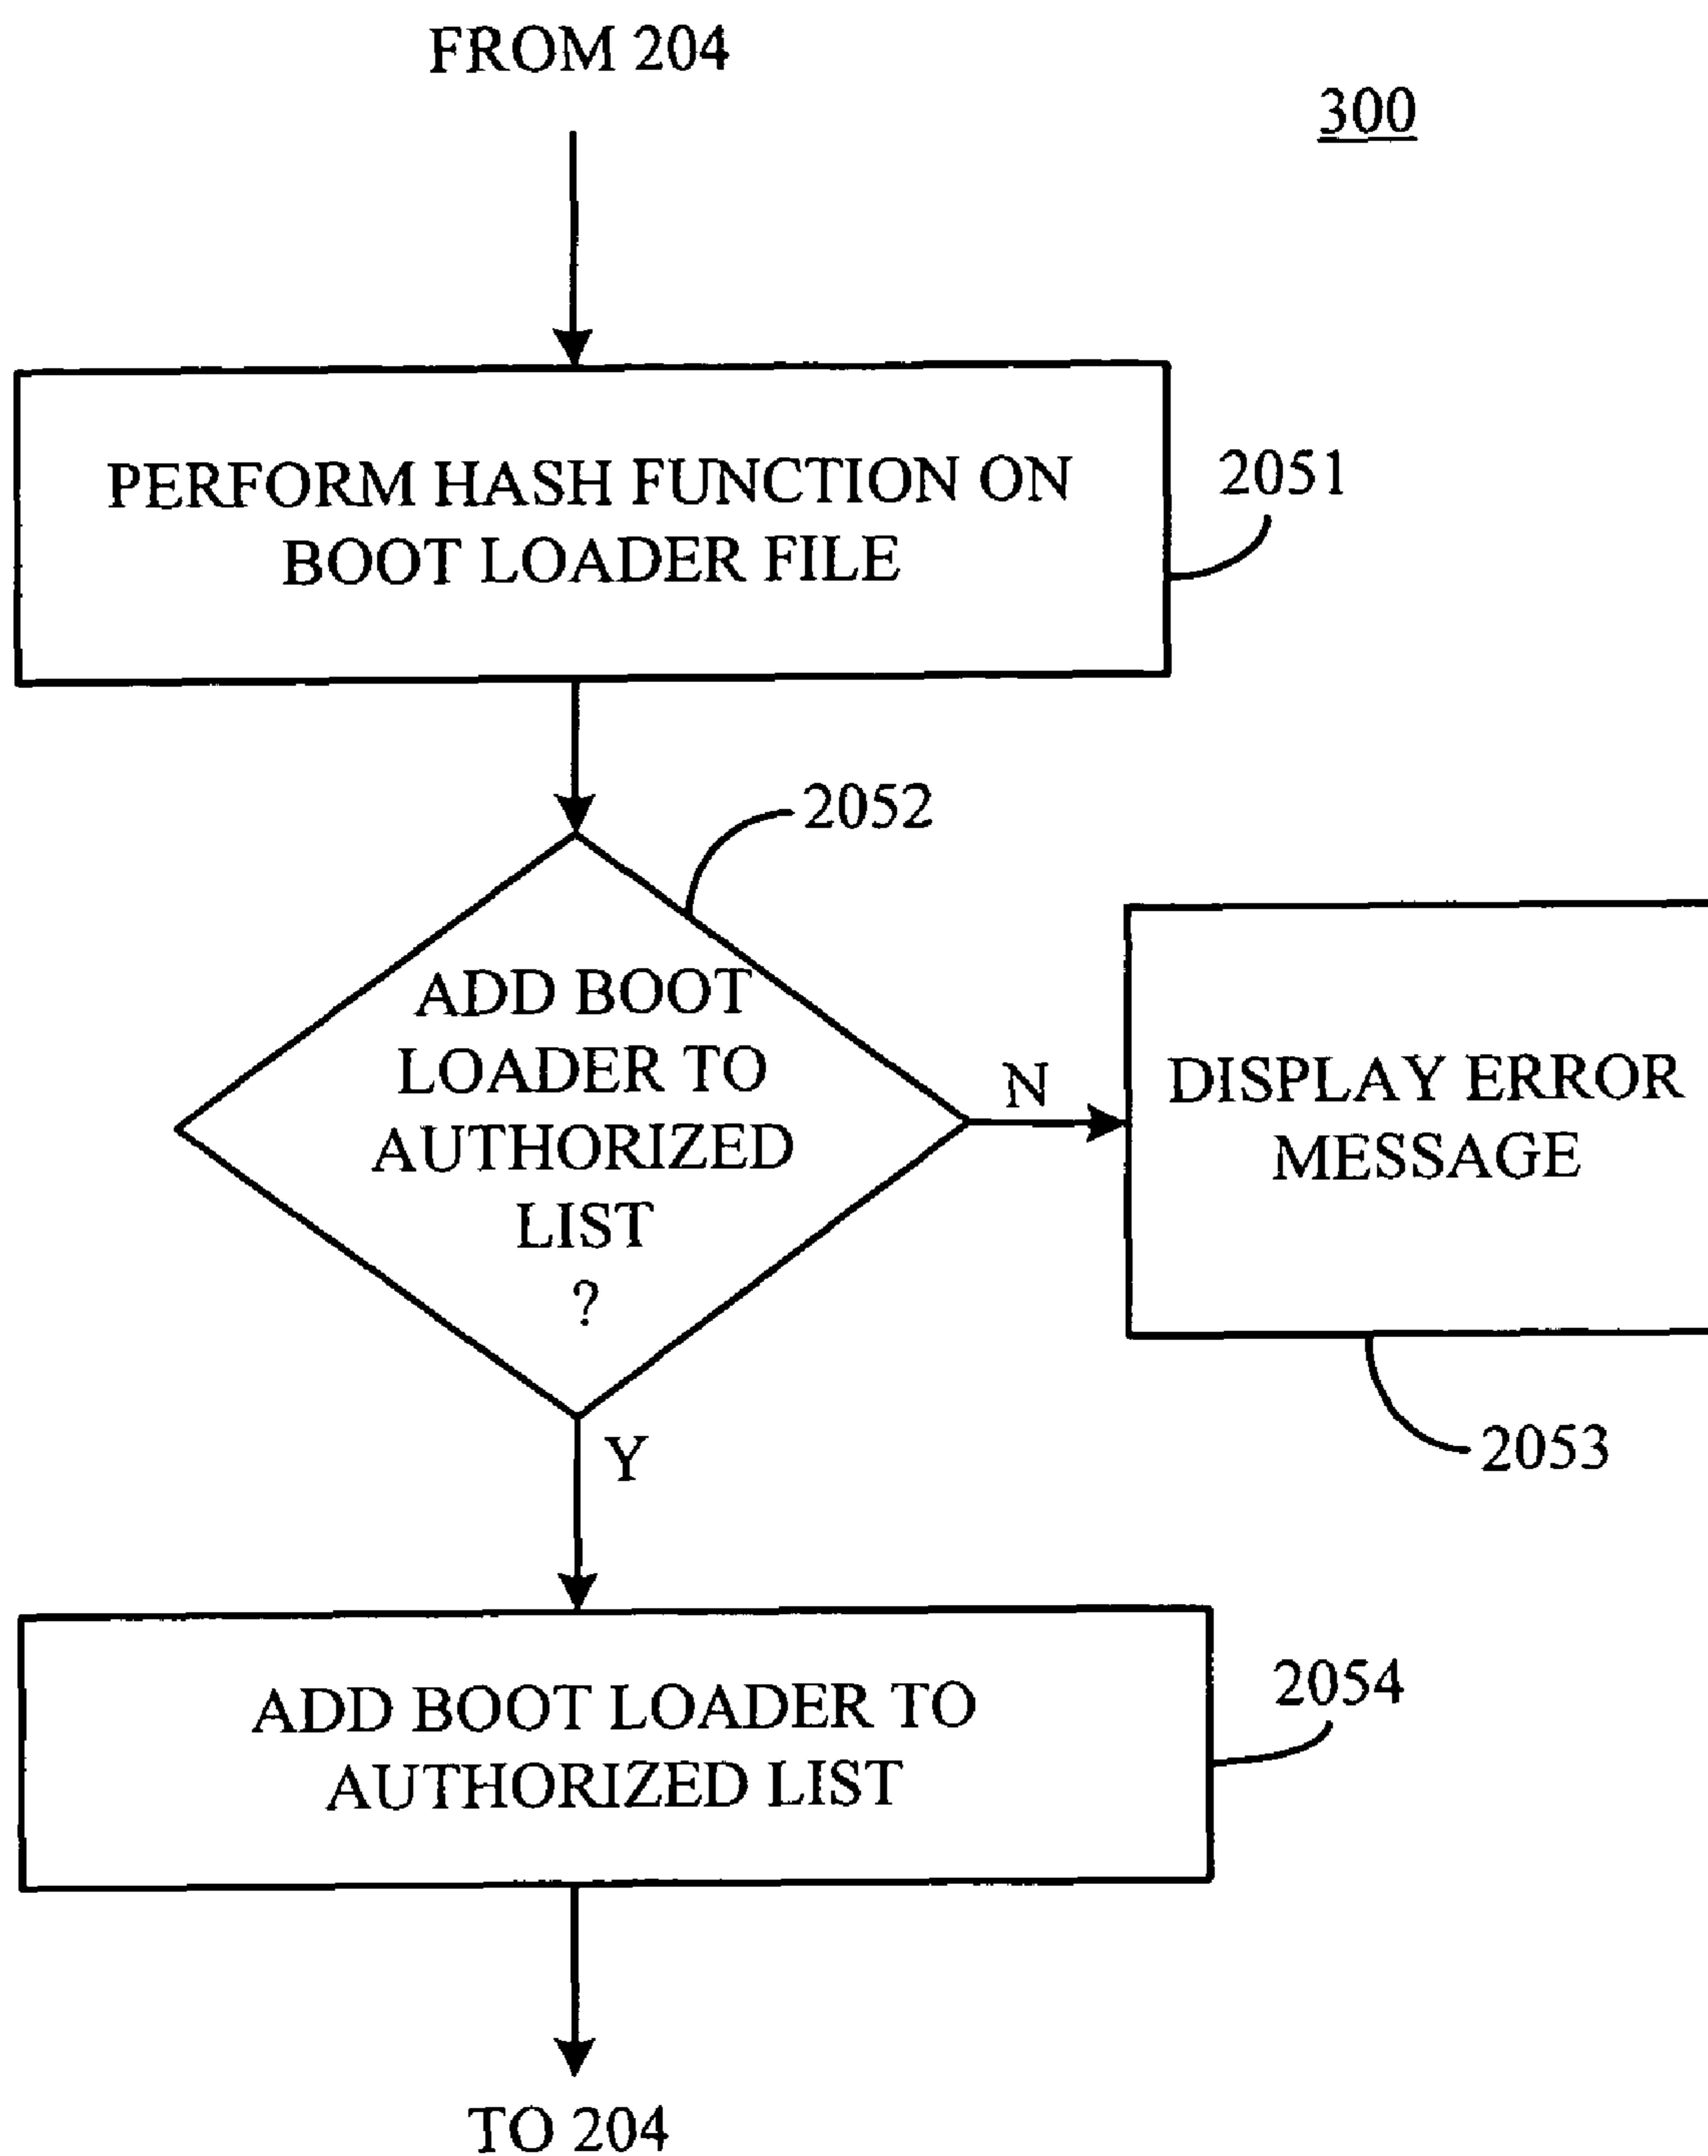 FROM 204
300
PERFORM HASH FUNCTION ON
BOOT LOADER FILE
2051
2052
ADD BOOT
LOADER TO
AUTHORIZED
LIST
?
N
DISPLAY ERROR
MESSAGE
2053
Y
ADD BOOT LOADER TO
AUTHORIZED LIST
2054
TO 204